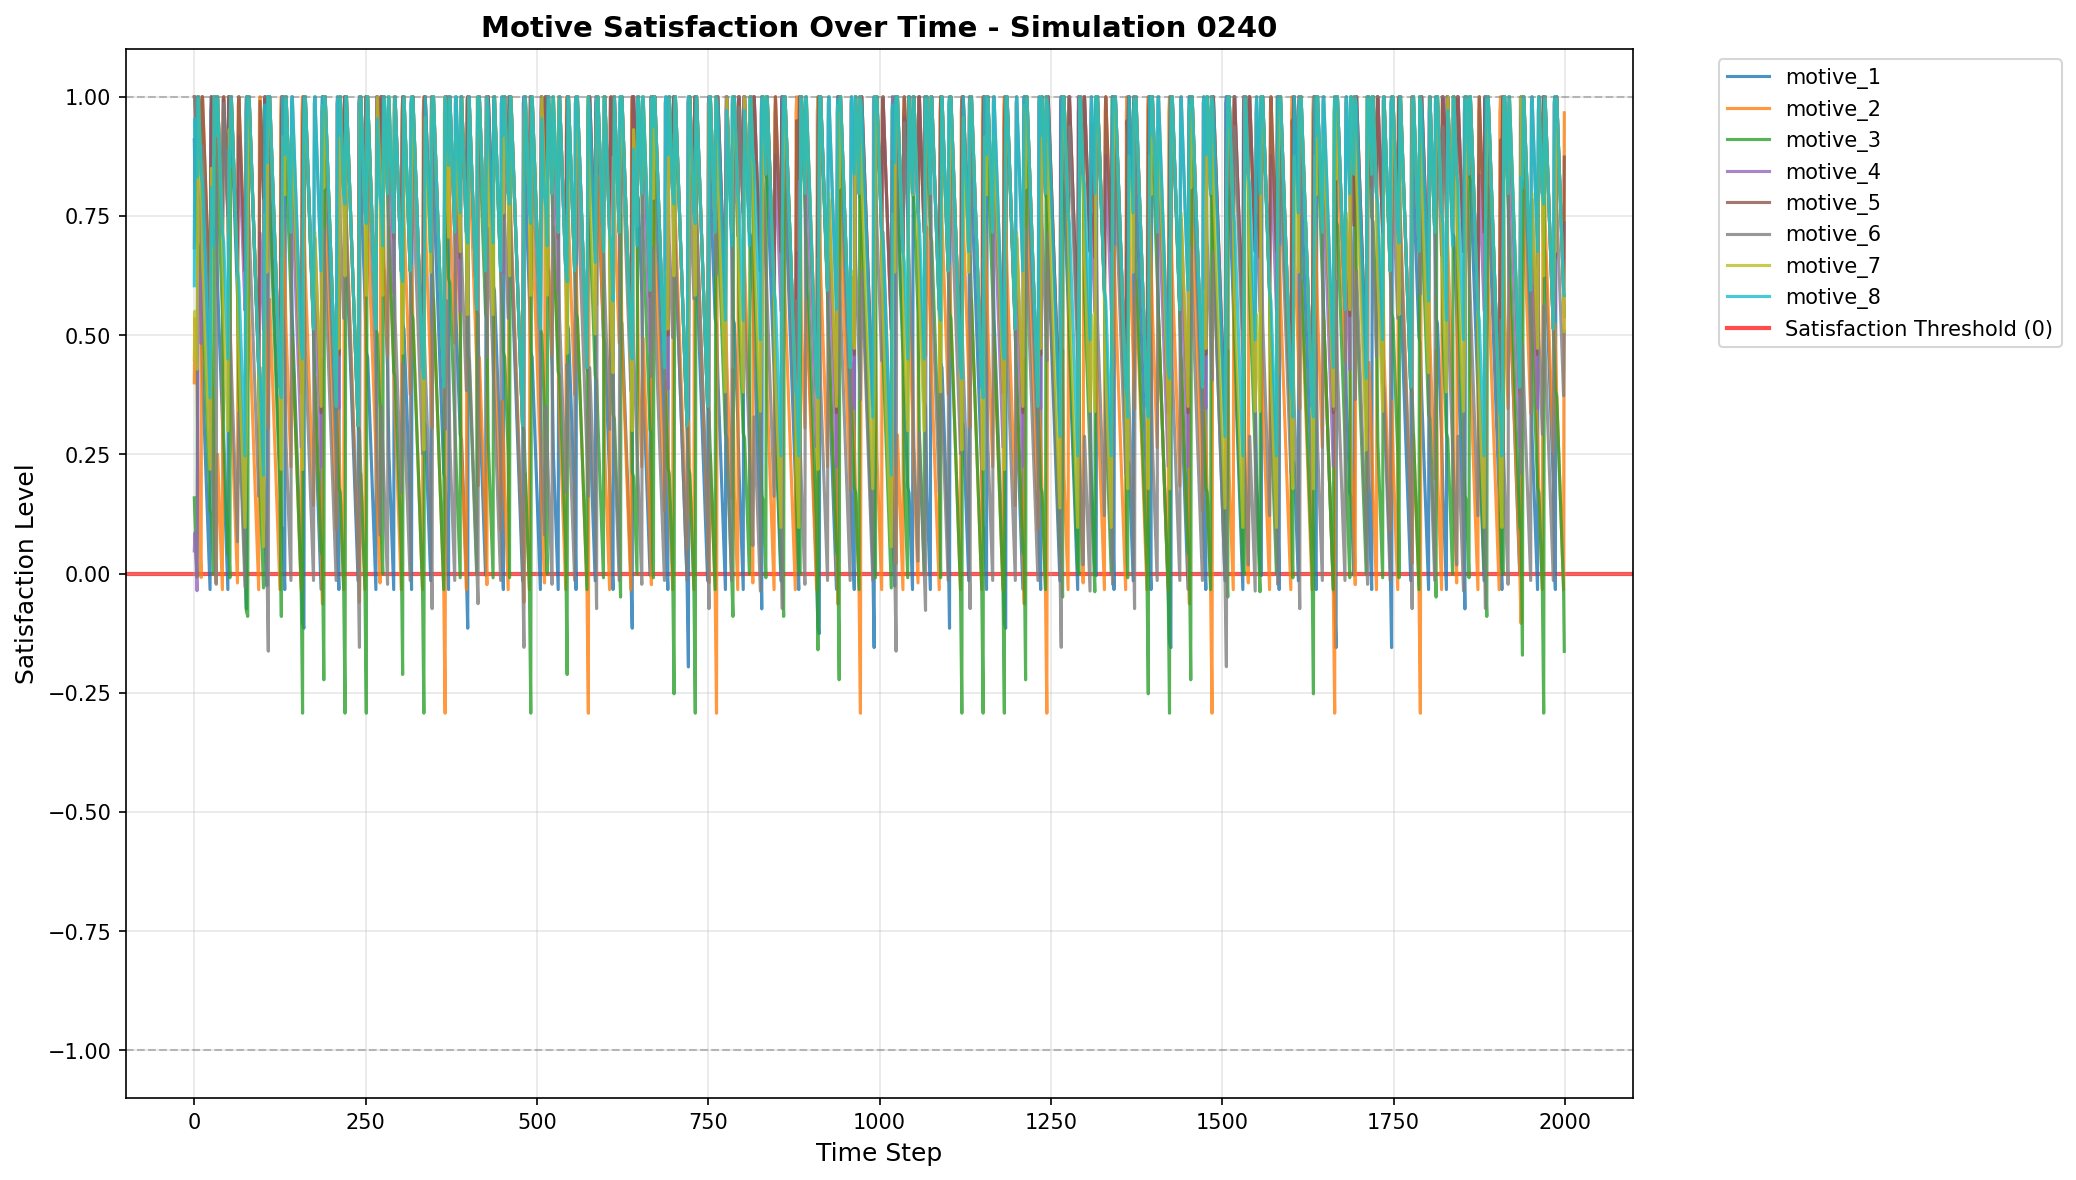 Motive Satisfaction Over Time - Simulation 0240
Satisfaction Level
1.00
0.75
0.50
0.25
0.00
−0.25
−0.50
−0.75
−1.00
0 250 500 750 1000 1250 1500 1750 2000
Time Step
motive_1
motive_2
motive_3
motive_4
motive_5
motive_6
motive_7
motive_8
Satisfaction Threshold (0)